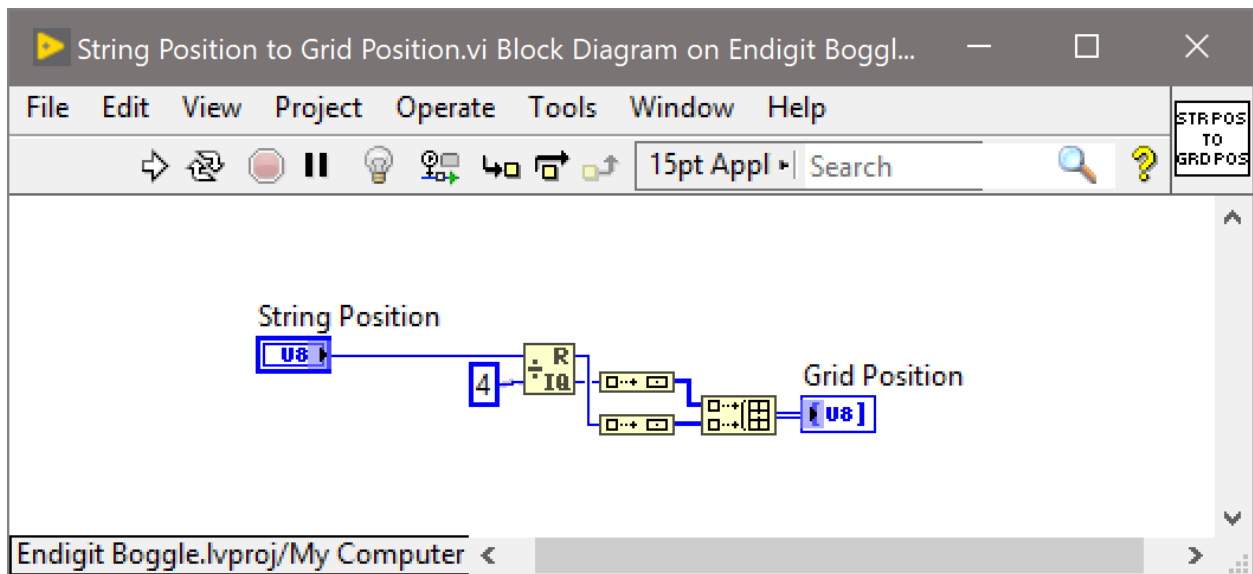 String Position to Grid Position.vi Block Diagram on Endigit Boggl...
File Edit View Project Operate Tools Window Help
STR POS
TO
GRD POS
15pt Appl
Search
String Position
U8
4
R
IQ
Grid Position
U8
Endigit Boggle.lvproj/My Computer